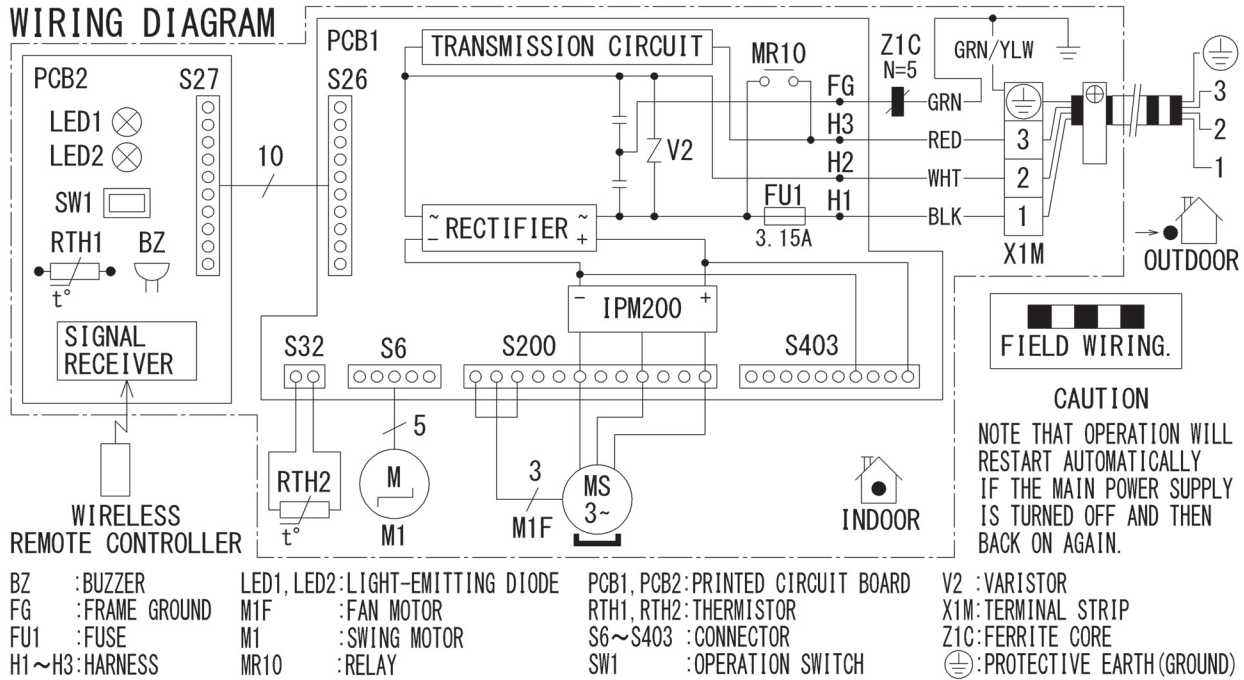 WIRING DIAGRAM
PCB1
TRANSMISSION CIRCUIT
MR10
Z1C
N=5
GRN/YLW
PCB2
S27
S26
FG
GRN
3
LED1
H3
RED
3
2
LED2
10
V2
H2
WHT
2
1
SW1
FU1
H1
BLK
1
3.15A
~ RECTIFIER ~
− +
X1M
RTH1
BZ
t°
OUTDOOR
− IPM200 +
SIGNAL
RECEIVER
S32
S6
S200
S403
FIELD WIRING.
CAUTION
NOTE THAT OPERATION WILL
RESTART AUTOMATICALLY
IF THE MAIN POWER SUPPLY
IS TURNED OFF AND THEN
BACK ON AGAIN.
5
RTH2
t°
M
M1
3
M1F
MS
3~
INDOOR
WIRELESS
REMOTE CONTROLLER
BZ :BUZZER
FG :FRAME GROUND
FU1 :FUSE
H1~H3:HARNESS
LED1,LED2:LIGHT-EMITTING DIODE
M1F :FAN MOTOR
M1 :SWING MOTOR
MR10 :RELAY
PCB1,PCB2:PRINTED CIRCUIT BOARD
RTH1,RTH2:THERMISTOR
S6~S403 :CONNECTOR
SW1 :OPERATION SWITCH
V2 :VARISTOR
X1M:TERMINAL STRIP
Z1C:FERRITE CORE
:PROTECTIVE EARTH(GROUND)